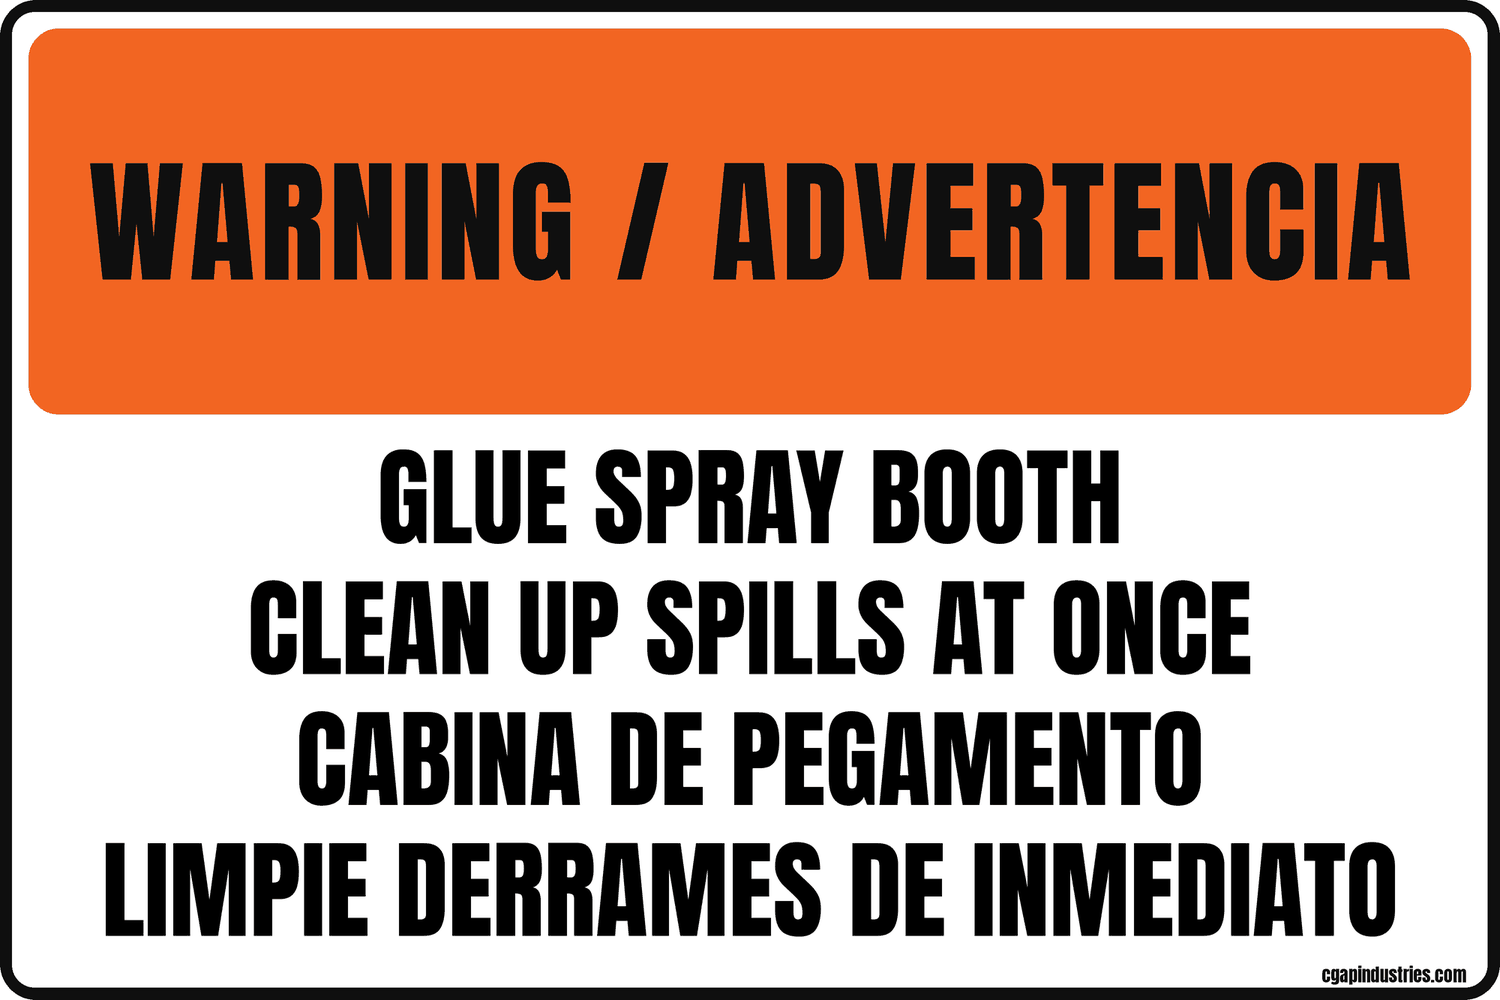 WARNING / ADVERTENCIA
GLUE SPRAY BOOTH
CLEAN UP SPILLS AT ONCE
CABINA DE PEGAMENTO
LIMPIE DERRAMES DE INMEDIATO
cgapindustries.com